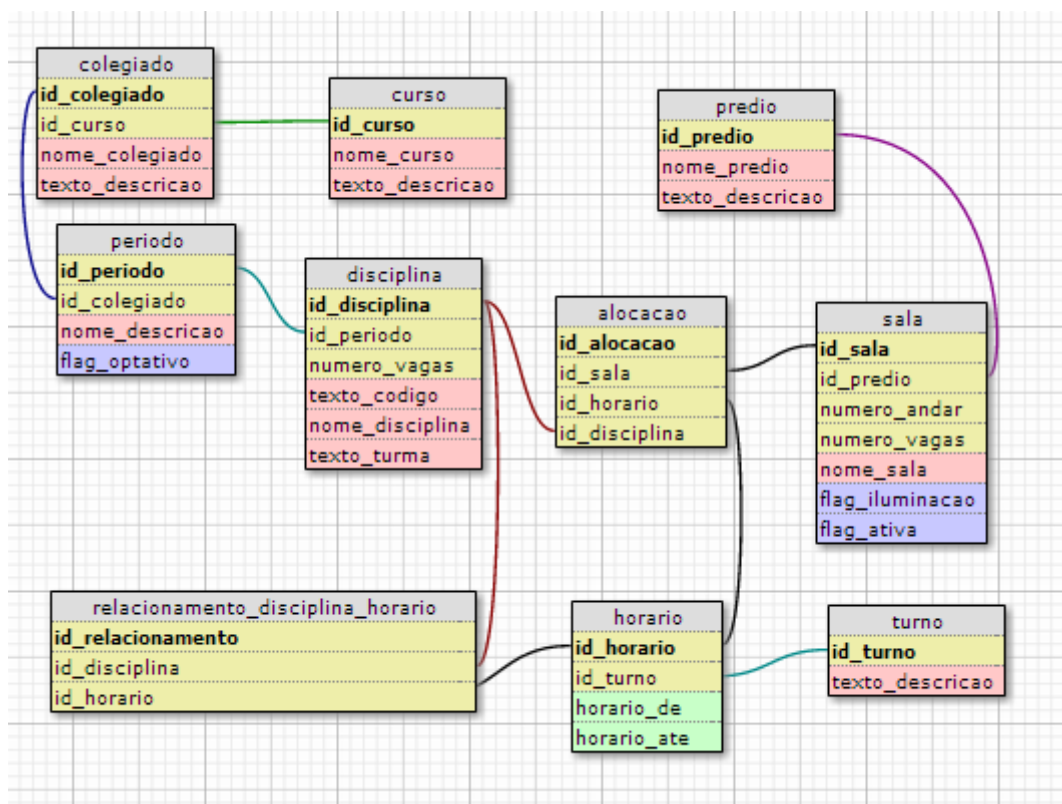 colegiado
id_colegiado
id_curso
nome_colegiado
texto_descricao
curso
id_curso
nome_curso
texto_descricao
predio
id_predio
nome_predio
texto_descricao
periodo
id_periodo
id_colegiado
nome_descricao
flag_optativo
disciplina
id_disciplina
id_periodo
numero_vagas
texto_codigo
nome_disciplina
texto_turma
alocacao
id_alocacao
id_sala
id_horario
id_disciplina
sala
id_sala
id_predio
numero_andar
numero_vagas
nome_sala
flag_iluminacao
flag_ativa
relacionamento_disciplina_horario
id_relacionamento
id_disciplina
id_horario
horario
id_horario
id_turno
horario_de
horario_ate
turno
id_turno
texto_descricao